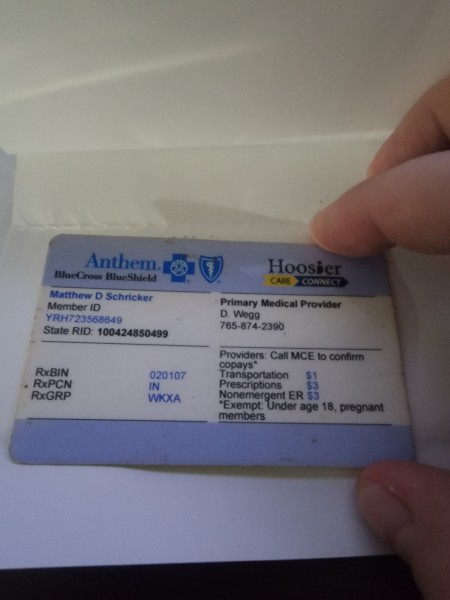 Anthem.
BlueCross BlueShield
Hoosier
CARE CONNECT
Matthew D Schricker
Member ID
YRH723568649
State RID: 100424850499
Primary Medical Provider
D. Wegg
765-874-2390
RxBIN 020107
RxPCN IN
RxGRP WKXA
Providers: Call MCE to confirm
copays*
Transportation $1
Prescriptions $3
Nonemergent ER $3
*Exempt: Under age 18, pregnant
members